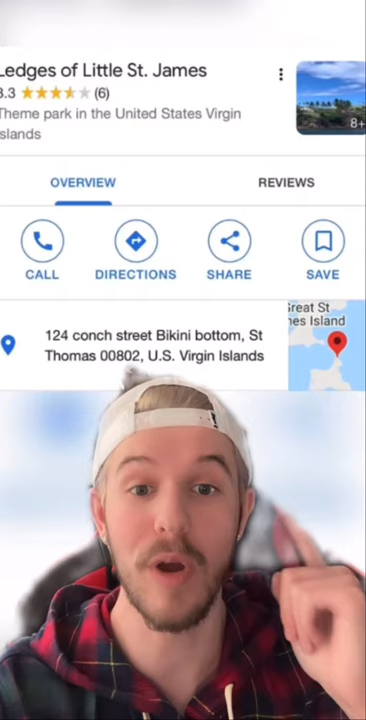 Ledges of Little St. James
3.3 (6)
Theme park in the United States Virgin
Islands
8+
OVERVIEW REVIEWS
CALL DIRECTIONS SHARE SAVE
124 conch street Bikini bottom, St
Thomas 00802, U.S. Virgin Islands
Great St
mes Island